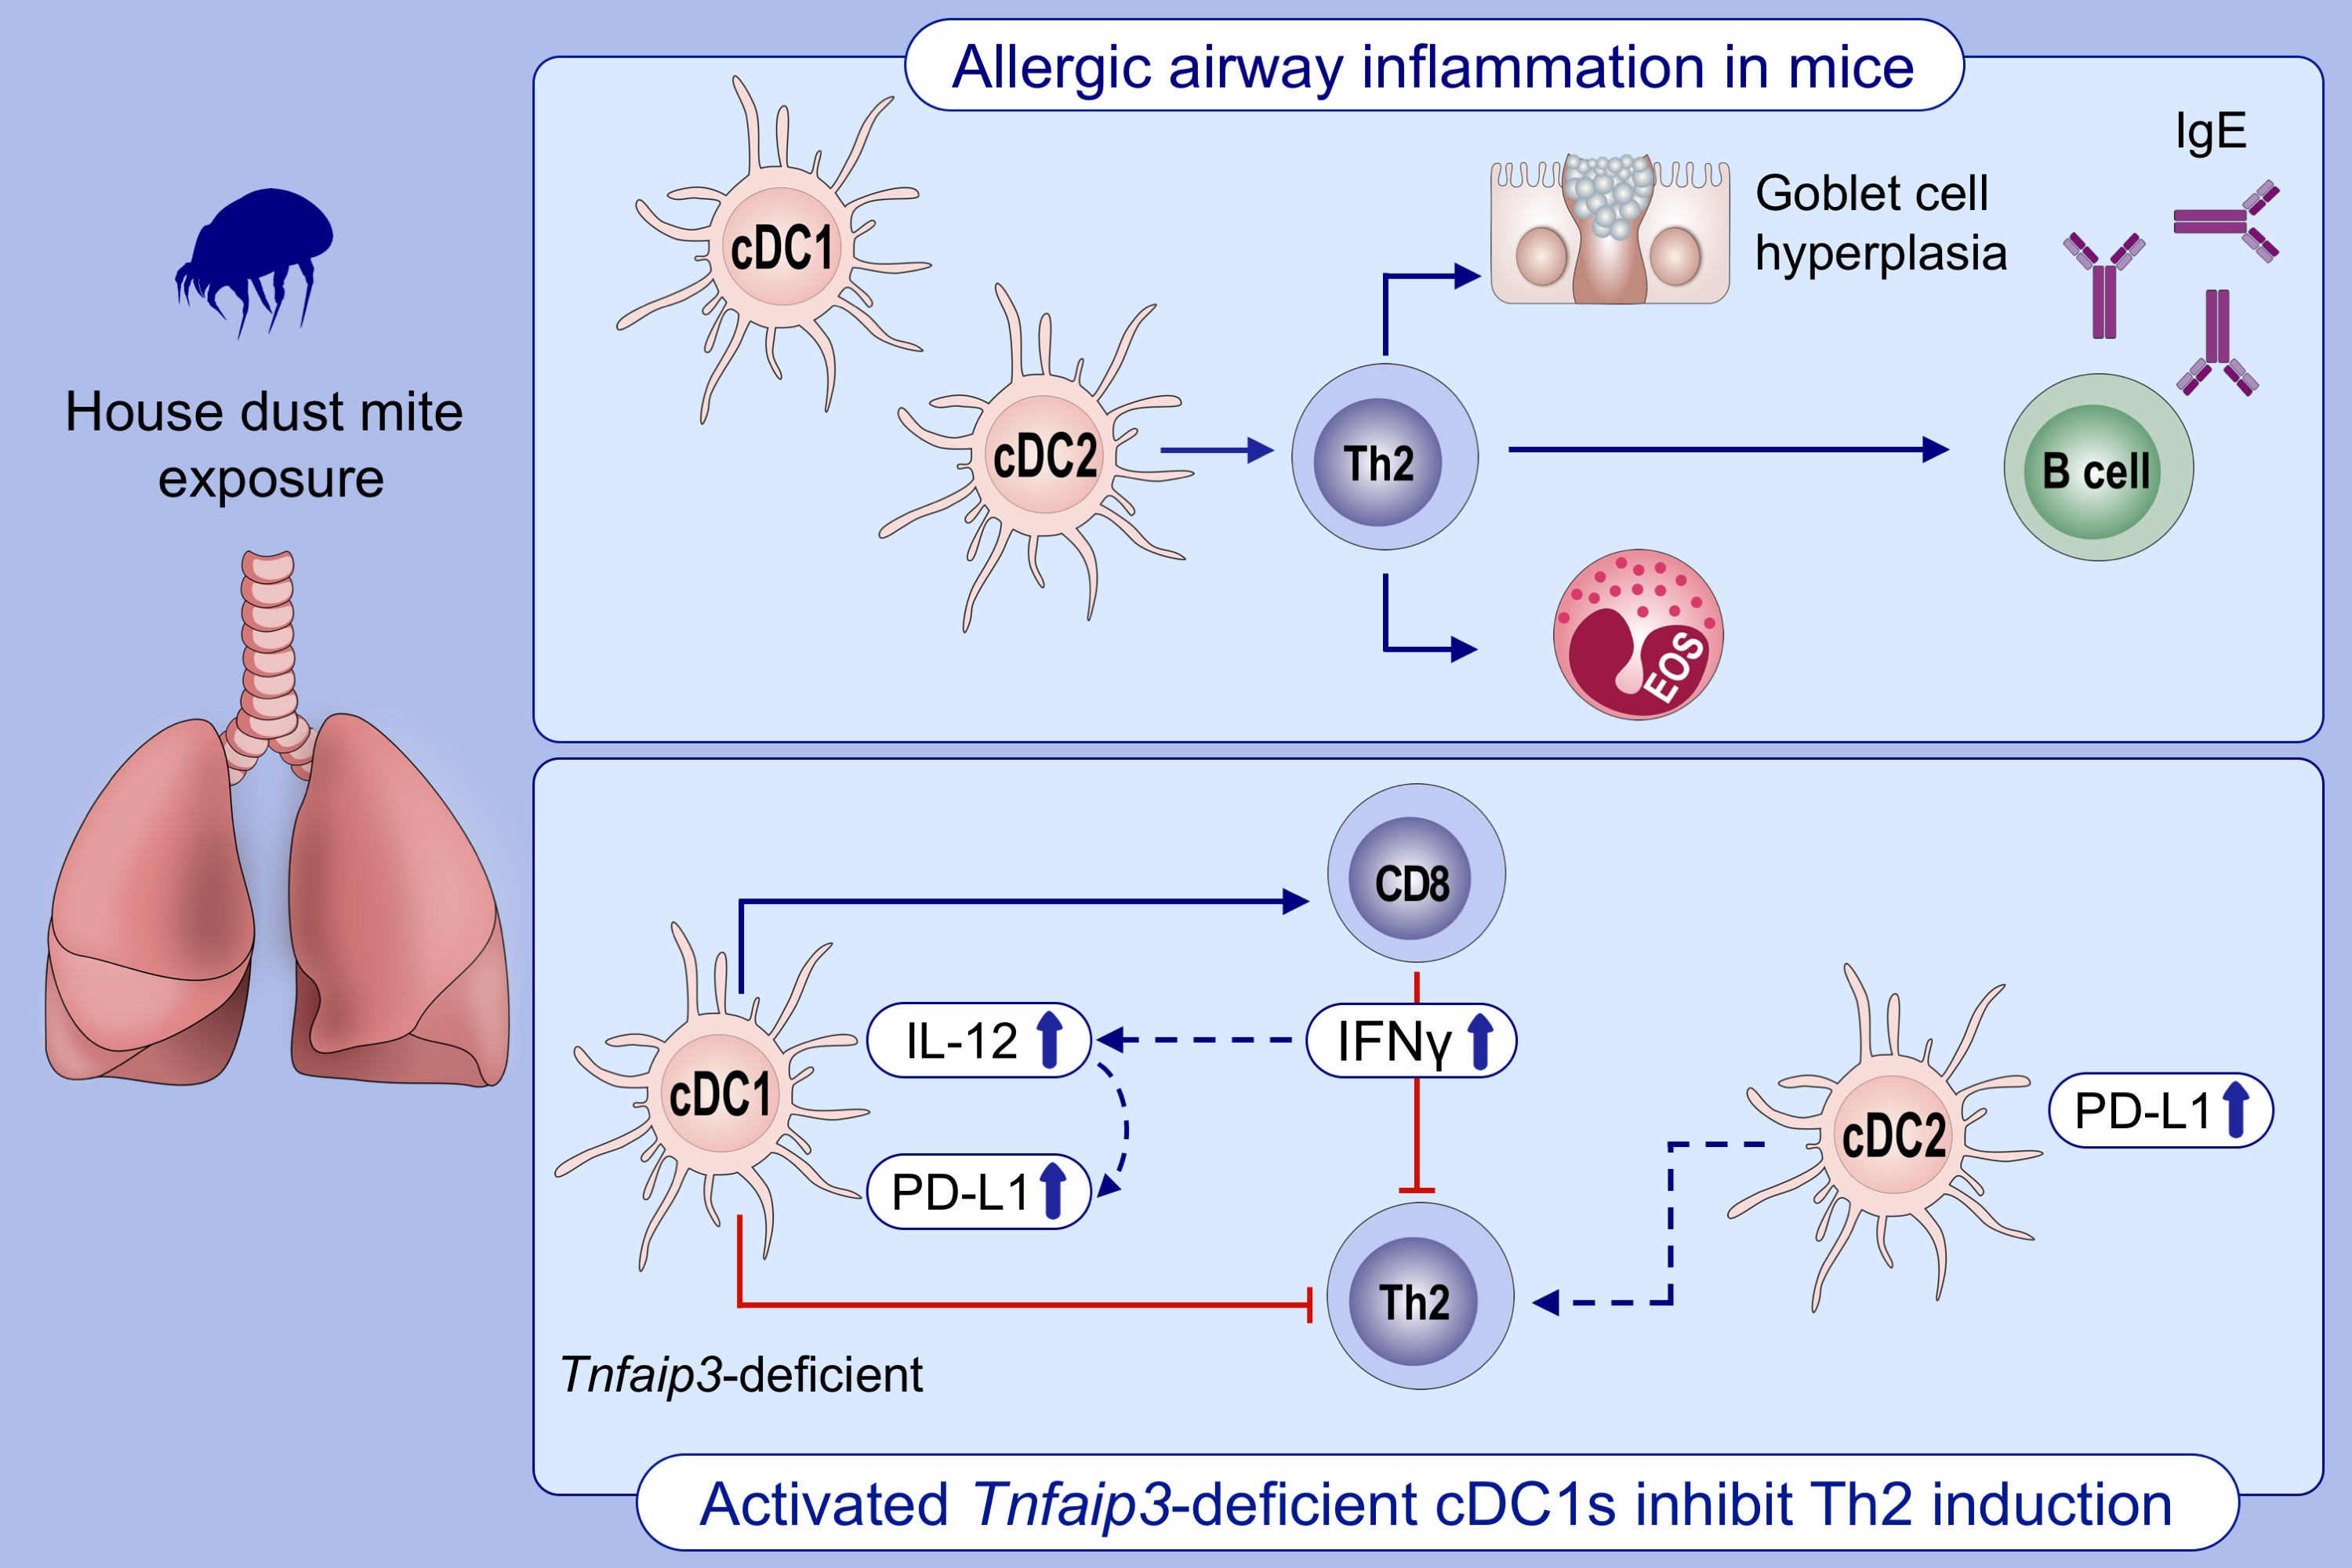 Allergic airway inflammation in mice
House dust mite
exposure
cDC1
cDC2
Th2
Goblet cell
hyperplasia
IgE
B cell
EOS
CD8
cDC1
IL-12
IFNγ
PD-L1
Th2
cDC2
PD-L1
Tnfaip3-deficient
Activated Tnfaip3-deficient cDC1s inhibit Th2 induction